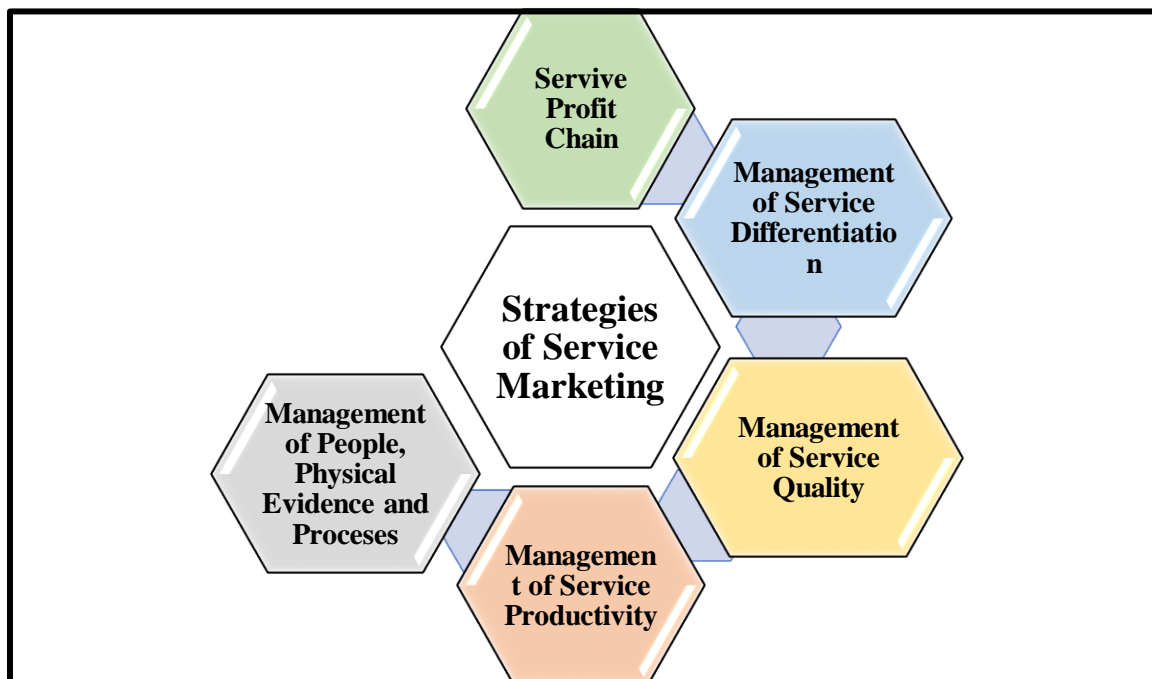 Servive
Profit
Chain
Management
of Service
Differentiatio
n
Strategies
of Service
Marketing
Management
of Service
Quality
Management
of People,
Physical
Evidence and
Proceses
Managemen
t of Service
Productivity